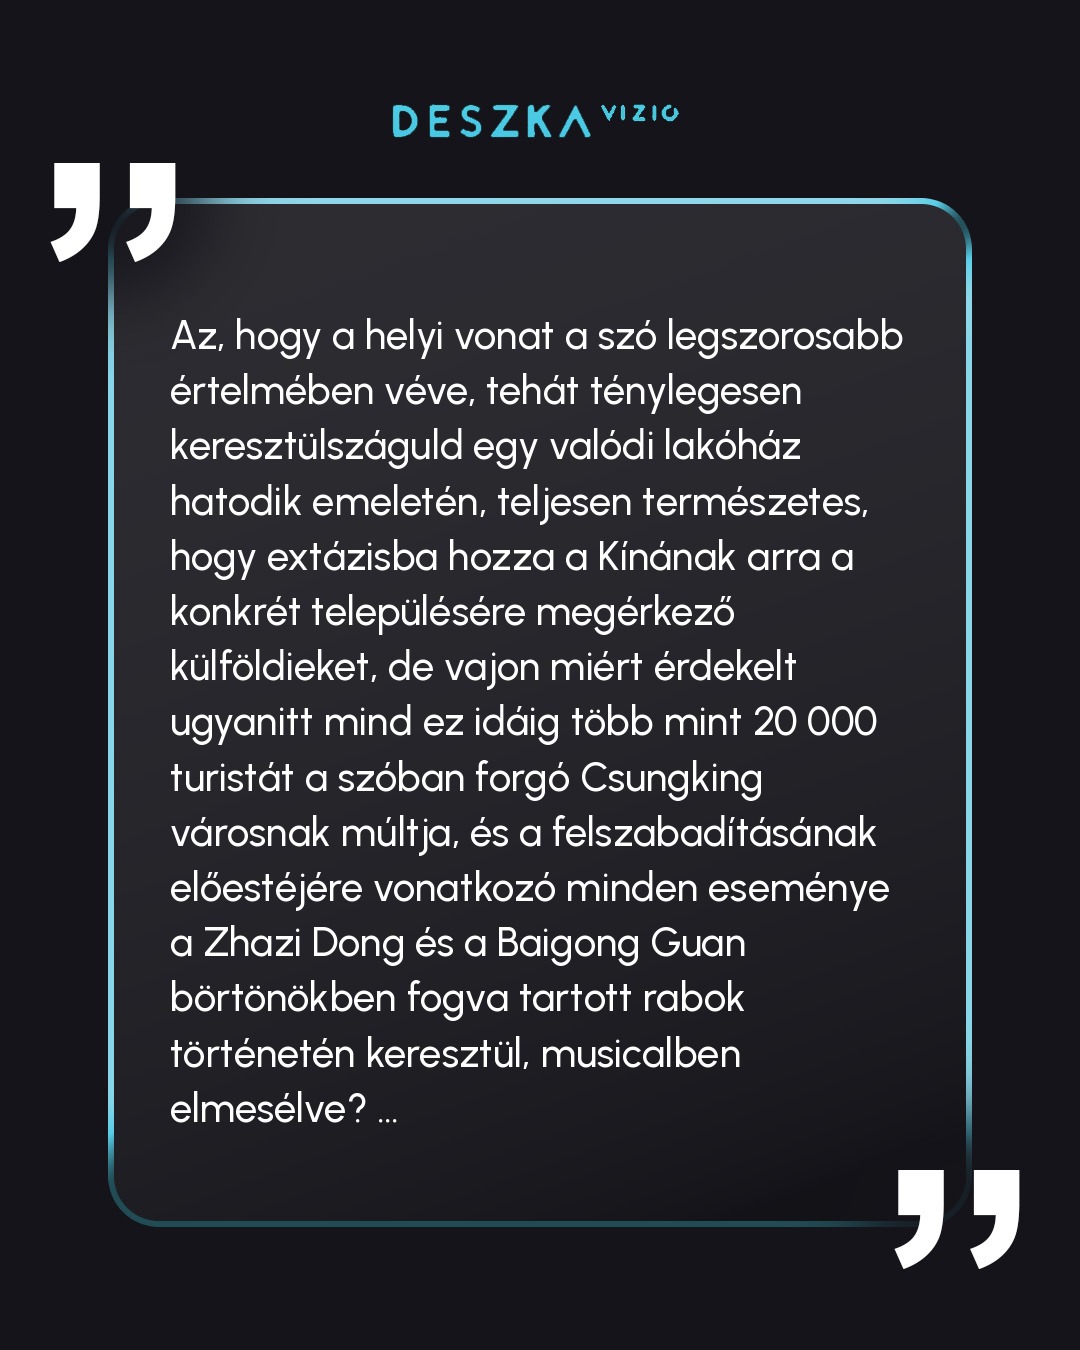 DESZKA VIZIO
”
Az, hogy a helyi vonat a szó legszorosabb
értelmében véve, tehát ténylegesen
keresztülszáguld egy valódi lakóház
hatodik emeletén, teljesen természetes,
hogy extázisba hozza a Kínának arra a
konkrét településére megérkező
külföldieket, de vajon miért érdekelt
ugyanitt mind ez idáig több mint 20 000
turistát a szóban forgó Csungking
városnak múltja, és a felszabadításának
előestéjére vonatkozó minden eseménye
a Zhazi Dong és a Baigong Guan
börtönökben fogva tartott rabok
történetén keresztül, musicalben
elmesélve? ...
”